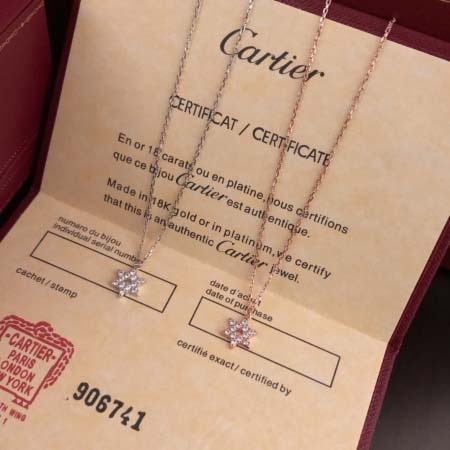 Cartier
CERTIFICAT / CERTIFICATE
En or 18 carats ou en platine, nous certifions
que ce bijou Cartier est authentique.
Made in 18K gold or in platinum, we certify
that this is an authentic Cartier jewel.
numéro du bijou
individual serial number
date d'achat
date of purchase
cachet / stamp
certifié exact / certified by
CARTIER
PARIS
LONDON
NEW YORK
906741
WING